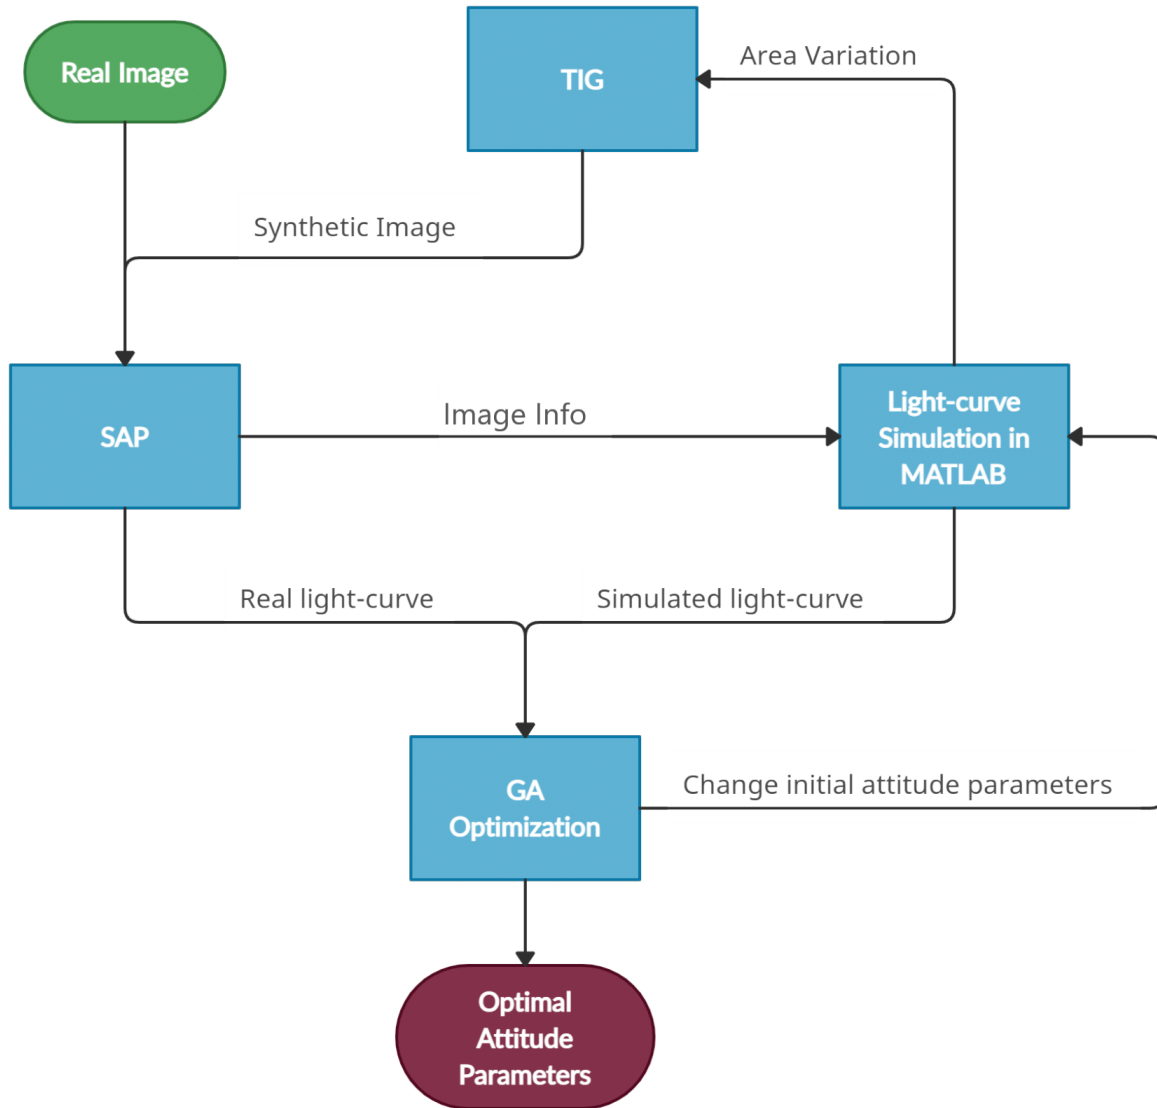 Real Image
TIG
Area Variation
Synthetic Image
SAP
Image Info
Light-curve
Simulation in
MATLAB
Real light-curve
Simulated light-curve
GA
Optimization
Change initial attitude parameters
Optimal
Attitude
Parameters